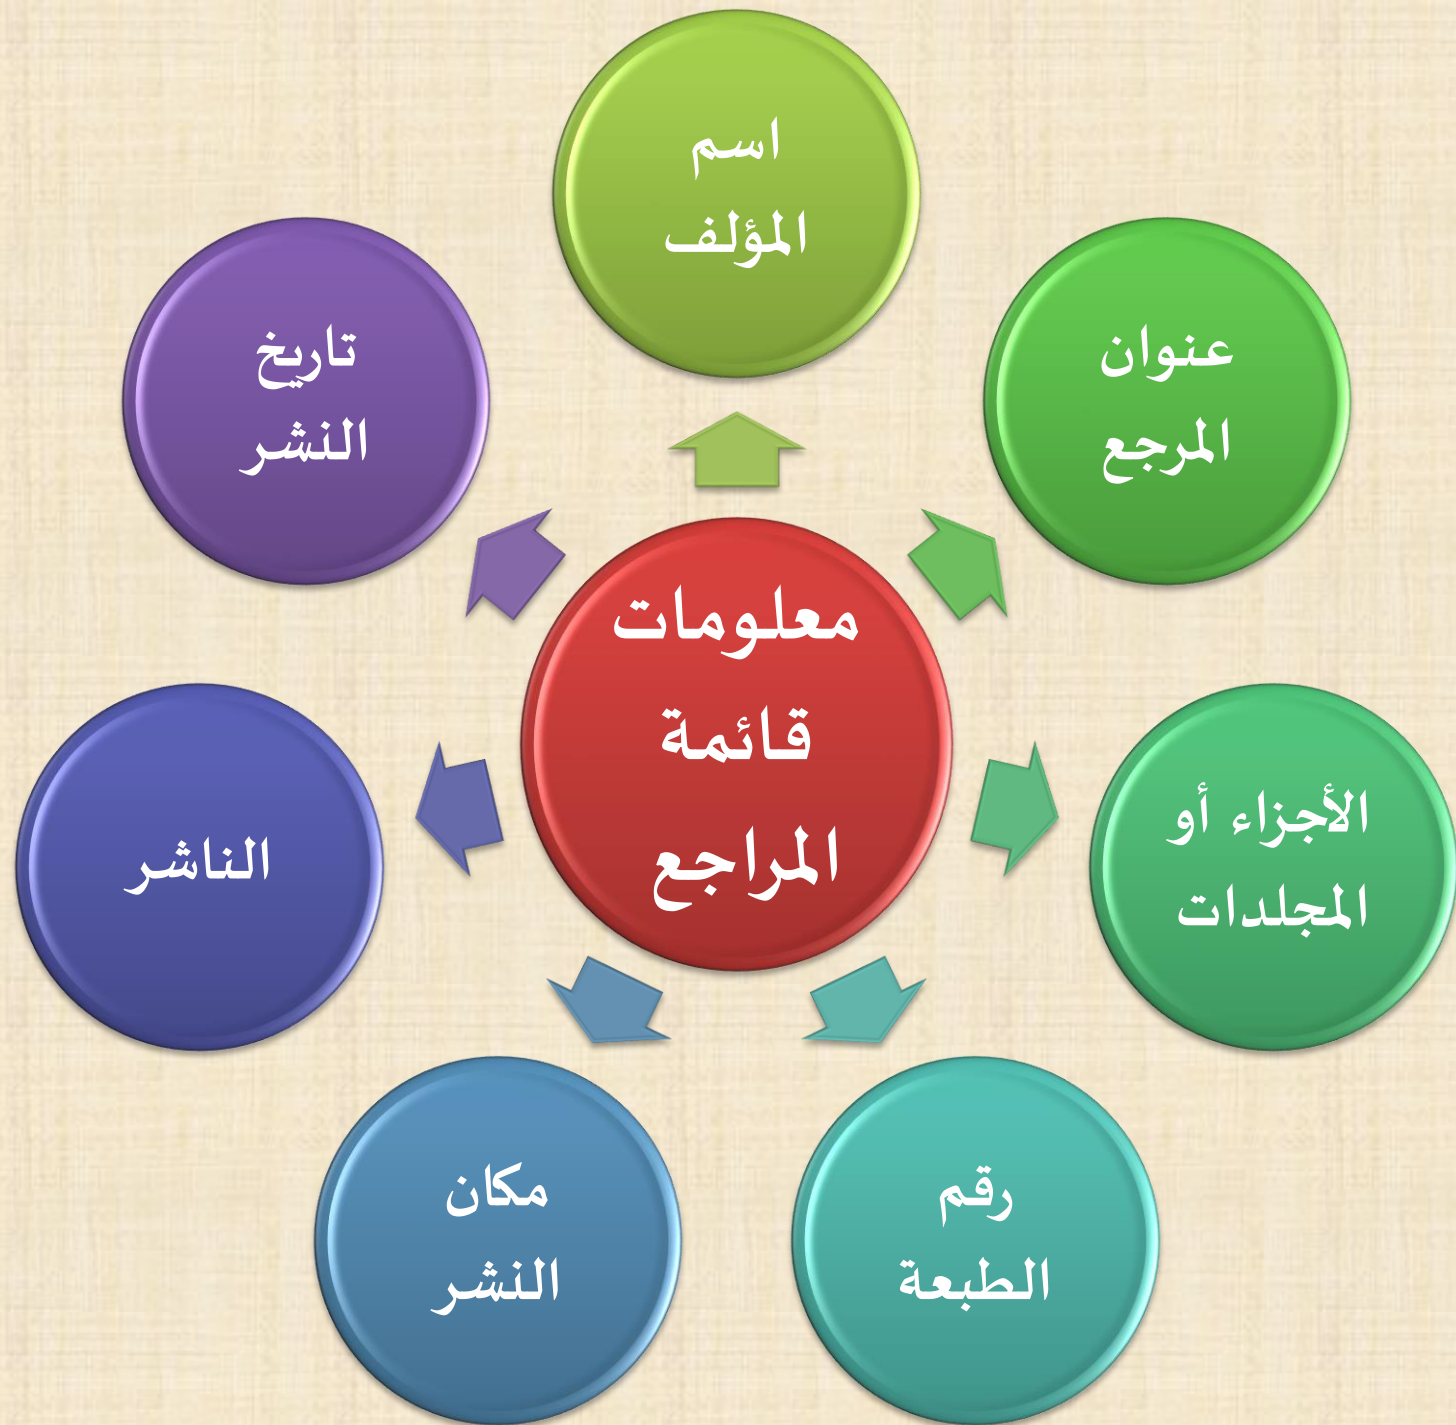 اسم
المؤلف
عنوان
المرجع
الأجزاء أو
المجلدات
رقم
الطبعة
مكان
النشر
الناشر
تاريخ
النشر
معلومات
قائمة
المراجع